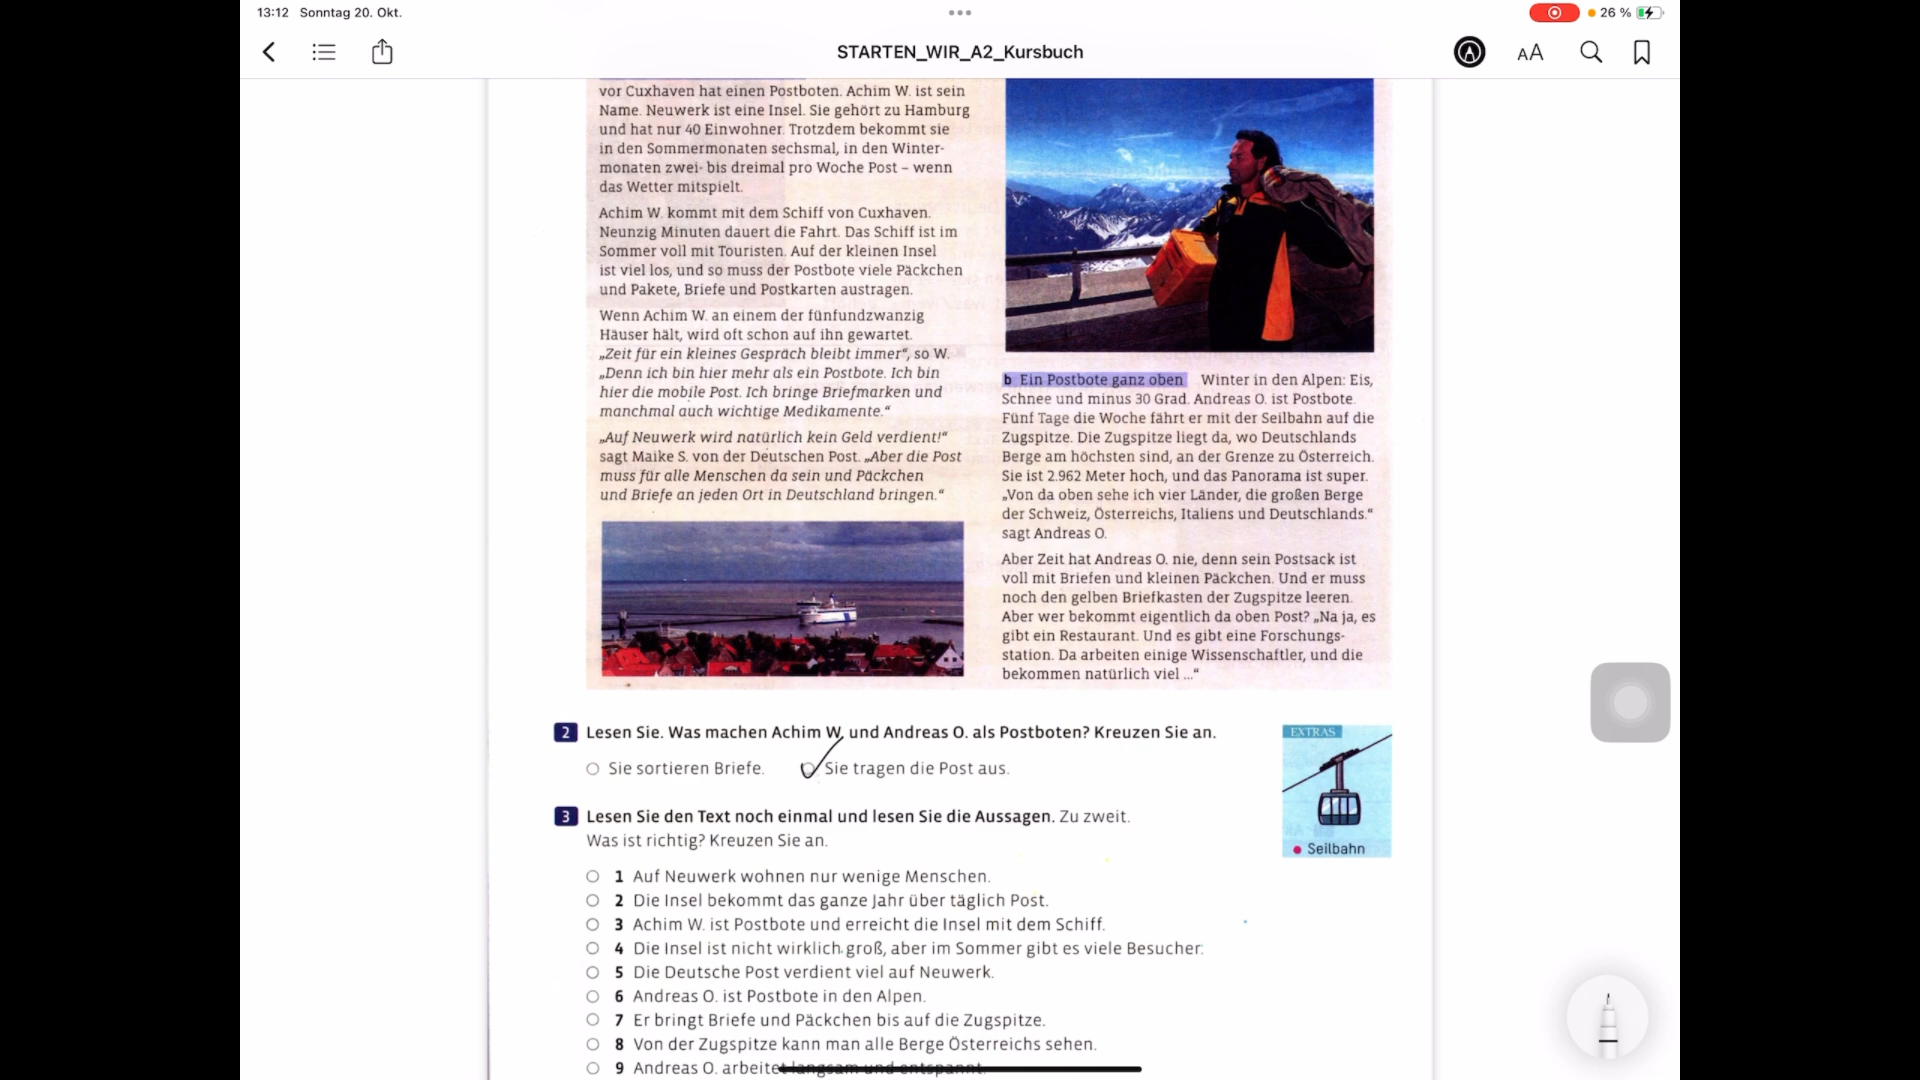 13:12 Sonntag 20. Okt.
26 %
STARTEN_WIR_A2_Kursbuch
AA
vor Cuxhaven hat einen Postboten. Achim W. ist sein
Name. Neuwerk ist eine Insel. Sie gehört zu Hamburg
und hat nur 40 Einwohner. Trotzdem bekommt sie
in den Sommermonaten sechsmal, in den Winter-
monaten zwei- bis dreimal pro Woche Post – wenn
das Wetter mitspielt.
Achim W. kommt mit dem Schiff von Cuxhaven.
Neunzig Minuten dauert die Fahrt. Das Schiff ist im
Sommer voll mit Touristen. Auf der kleinen Insel
ist viel los, und so muss der Postbote viele Päckchen
und Pakete, Briefe und Postkarten austragen.
Wenn Achim W. an einem der fünfundzwanzig
Häuser hält, wird oft schon auf ihn gewartet.
„Zeit für ein kleines Gespräch bleibt immer“, so W.
„Denn ich bin hier mehr als ein Postbote. Ich bin
hier die mobile Post. Ich bringe Briefmarken und
manchmal auch wichtige Medikamente.“
„Auf Neuwerk wird natürlich kein Geld verdient!“
sagt Maike S. von der Deutschen Post. „Aber die Post
muss für alle Menschen da sein und Päckchen
und Briefe an jeden Ort in Deutschland bringen.“
b Ein Postbote ganz oben Winter in den Alpen: Eis,
Schnee und minus 30 Grad. Andreas O. ist Postbote.
Fünf Tage die Woche fährt er mit der Seilbahn auf die
Zugspitze. Die Zugspitze liegt da, wo Deutschlands
Berge am höchsten sind, an der Grenze zu Österreich.
Sie ist 2.962 Meter hoch, und das Panorama ist super.
„Von da oben sehe ich vier Länder, die großen Berge
der Schweiz, Österreichs, Italiens und Deutschlands.“
sagt Andreas O.
Aber Zeit hat Andreas O. nie, denn sein Postsack ist
voll mit Briefen und kleinen Päckchen. Und er muss
noch den gelben Briefkasten der Zugspitze leeren.
Aber wer bekommt eigentlich da oben Post? „Na ja, es
gibt ein Restaurant. Und es gibt eine Forschungs-
station. Da arbeiten einige Wissenschaftler, und die
bekommen natürlich viel ...“
2 Lesen Sie. Was machen Achim W. und Andreas O. als Postboten? Kreuzen Sie an.
Sie sortieren Briefe. Sie tragen die Post aus.
EXTRAS
Seilbahn
3 Lesen Sie den Text noch einmal und lesen Sie die Aussagen. Zu zweit.
Was ist richtig? Kreuzen Sie an.
1 Auf Neuwerk wohnen nur wenige Menschen.
2 Die Insel bekommt das ganze Jahr über täglich Post.
3 Achim W. ist Postbote und erreicht die Insel mit dem Schiff.
4 Die Insel ist nicht wirklich groß, aber im Sommer gibt es viele Besucher.
5 Die Deutsche Post verdient viel auf Neuwerk.
6 Andreas O. ist Postbote in den Alpen.
7 Er bringt Briefe und Päckchen bis auf die Zugspitze.
8 Von der Zugspitze kann man alle Berge Österreichs sehen.
9 Andreas O. arbeitet langsam und entspannt.